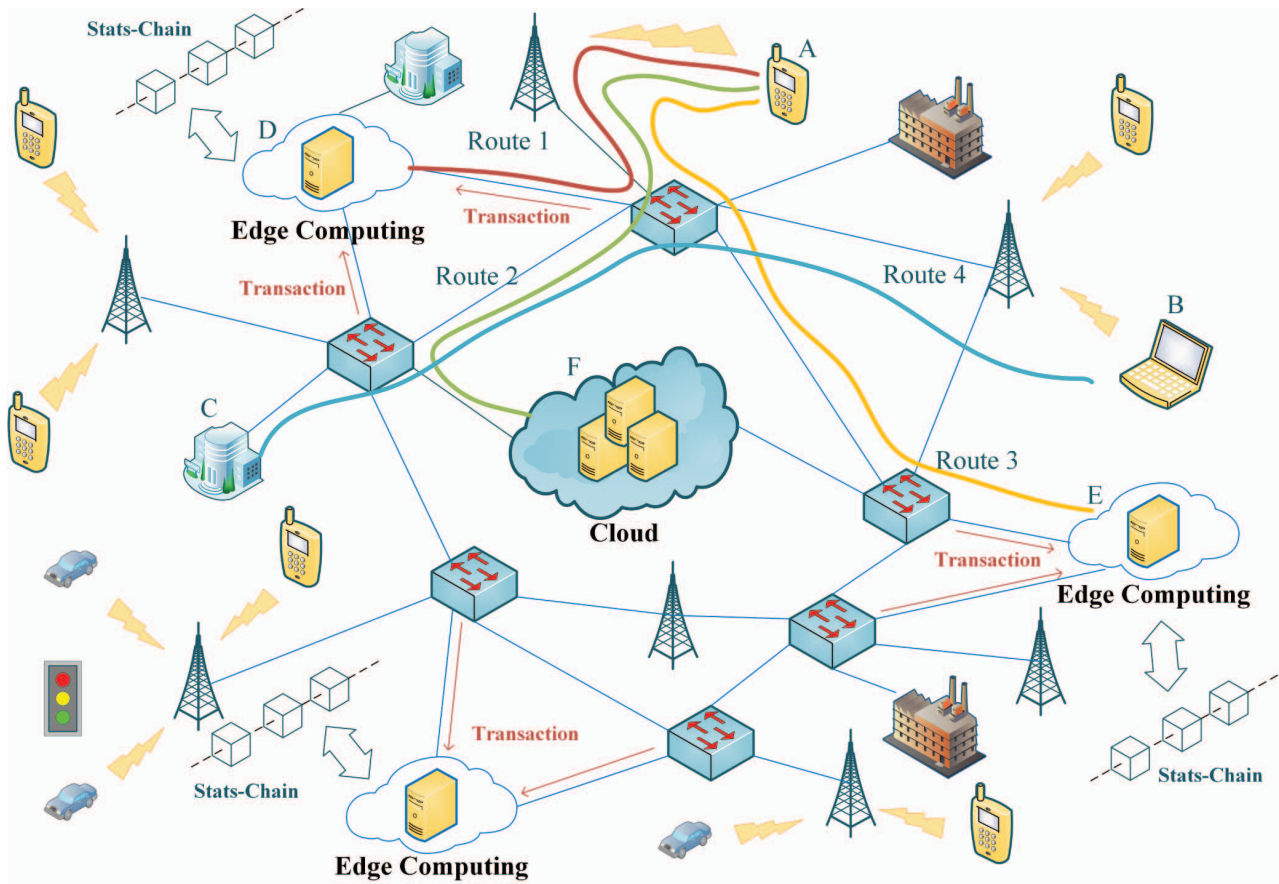 Stats-Chain
A
D
Route 1
Transaction
Edge Computing
Route 2
Route 4
Transaction
B
F
C
Route 3
E
Cloud
Transaction
Edge Computing
Transaction
Stats-Chain
Stats-Chain
Edge Computing